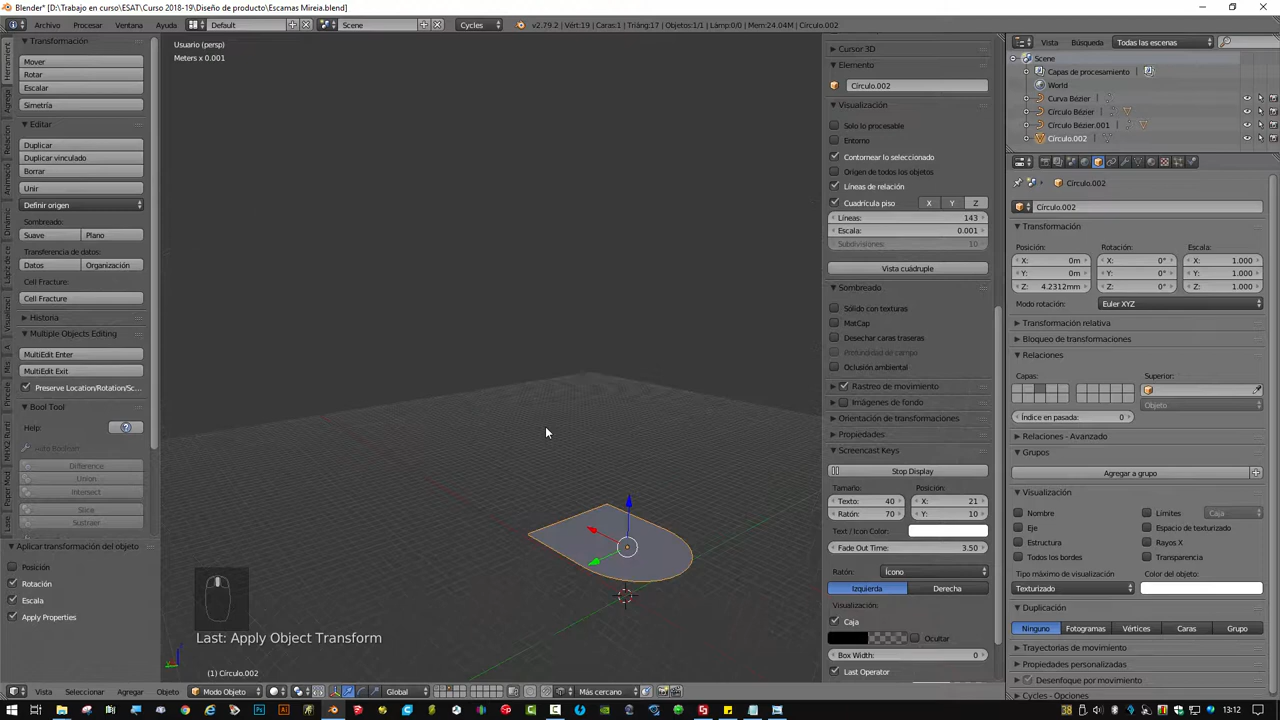 Blender* [D:\Trabajo en curso\ESAT\Curso 2018-19\Diseño de producto\Escamas Mireia.blend]
Archivo Procesar Ventana Ayuda Default Scene Cycles v2.79.2 | Vért:19 | Caras:1 | Triáng:17 | Objetos:1/1 | Lámp:0/0 | Mem:24.04M | Círculo.002
Transformación
Mover
Rotar
Escalar
Simetría
Editar
Duplicar
Duplicar vinculado
Borrar
Unir
Definir origen
Sombreado:
Suave Plano
Transferencia de datos:
Datos Organización
Cell Fracture:
Cell Fracture
Historia
Multiple Objects Editing
MultiEdit Enter
MultiEdit Exit
Preserve Location/Rotation/Sc...
Bool Tool
Help:
Auto Boolean:
Difference
Union
Intersect
Slice
Sustraer
Aplicar transformación del objeto
Posición
Rotación
Escala
Apply Properties
Usuario (persp)
Meters x 0.001
Last: Apply Object Transform
(1) Círculo.002
Vista Seleccionar Agregar Objeto Modo Objeto Global Más cercano
Cursor 3D
Elemento
Círculo.002
Visualización
Solo lo procesable
Entorno
Contornear lo seleccionado
Origen de todos los objetos
Líneas de relación
Cuadrícula piso X Y Z
Líneas: 143
Escala: 0.001
Subdivisiones: 10
Vista cuádruple
Sombreado
Sólido con texturas
MatCap
Desechar caras traseras
Profundidad de campo
Oclusión ambiental
Rastreo de movimiento
Imágenes de fondo
Orientación de transformaciones
Propiedades
Screencast Keys
Stop Display
Tamaño: Posición:
Texto: 40 X: 21
Ratón: 70 Y: 10
Text / Icon Color:
Fade Out Time: 3.50
Ratón: Ícono
Izquierda Derecha
Visualización:
Caja
Ocultar
Box Width: 0
Last Operator
Vista Búsqueda Todas las escenas
Scene
Capas de procesamiento
World
Curva Bézier
Círculo Bézier
Círculo Bézier.001
Círculo.002
Círculo.002
Círculo.002
Transformación
Posición: Rotación: Escala:
X: 0m X: 0° X: 1.000
Y: 0m Y: 0° Y: 1.000
Z: 4.2312mm Z: 0° Z: 1.000
Modo rotación: Euler XYZ
Transformación relativa
Bloqueo de transformaciones
Relaciones
Capas: Superior:
Objeto
Índice en pasada: 0
Relaciones - Avanzado
Grupos
Agregar a grupo
Visualización
Nombre Límites Caja
Eje Espacio de texturizado
Estructura Rayos X
Todos los bordes Transparencia
Tipo máximo de visualización: Color del objeto:
Texturizado
Duplicación
Ninguno Fotogramas Vértices Caras Grupo
Trayectorias de movimiento
Propiedades personalizadas
Desenfoque por movimiento
Cycles - Opciones
13:12